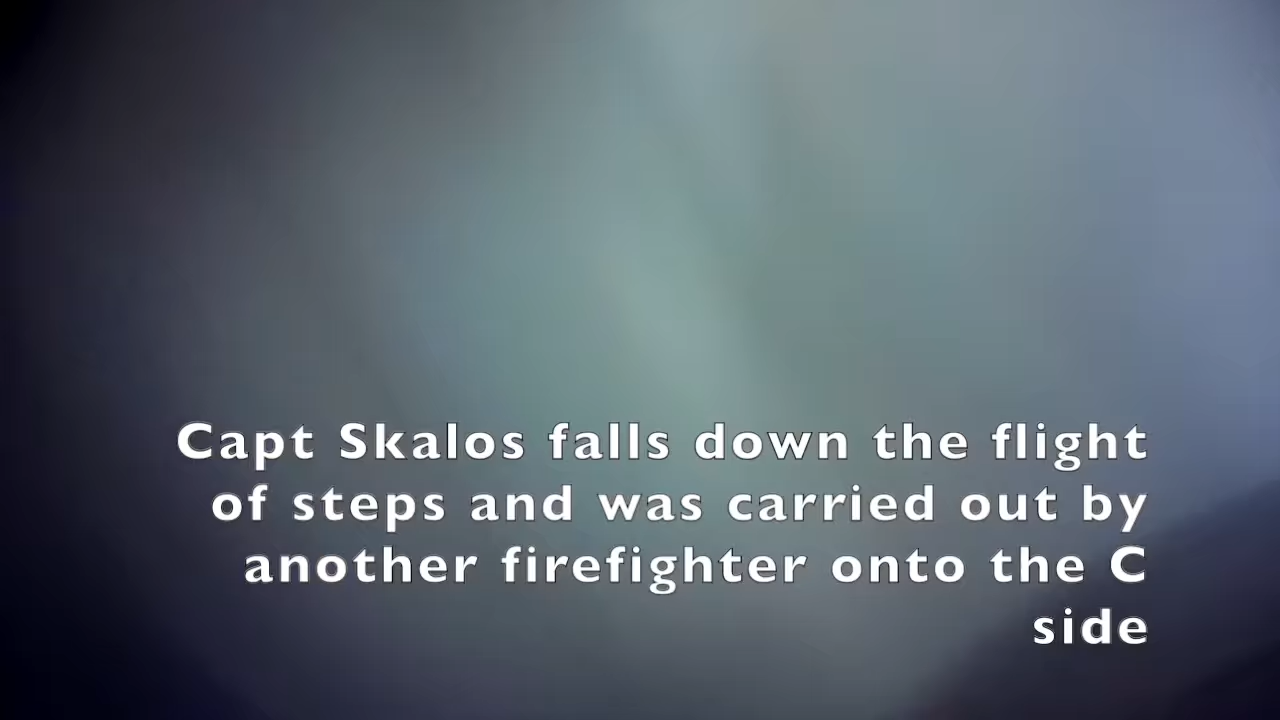 Capt Skalos falls down the flight
of steps and was carried out by
another firefighter onto the C
side